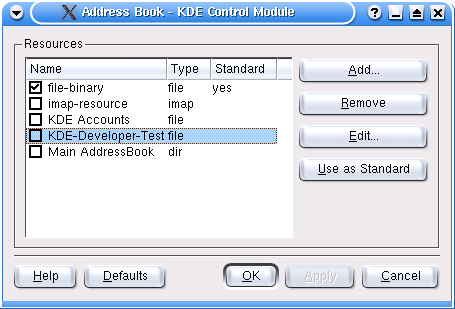 Address Book - KDE Control Module
Resources
Name Type Standard
file-binary file yes
imap-resource imap
KDE Accounts file
KDE-Developer-Test file
Main AddressBook dir
Add...
Remove
Edit...
Use as Standard
Help Defaults OK Apply Cancel